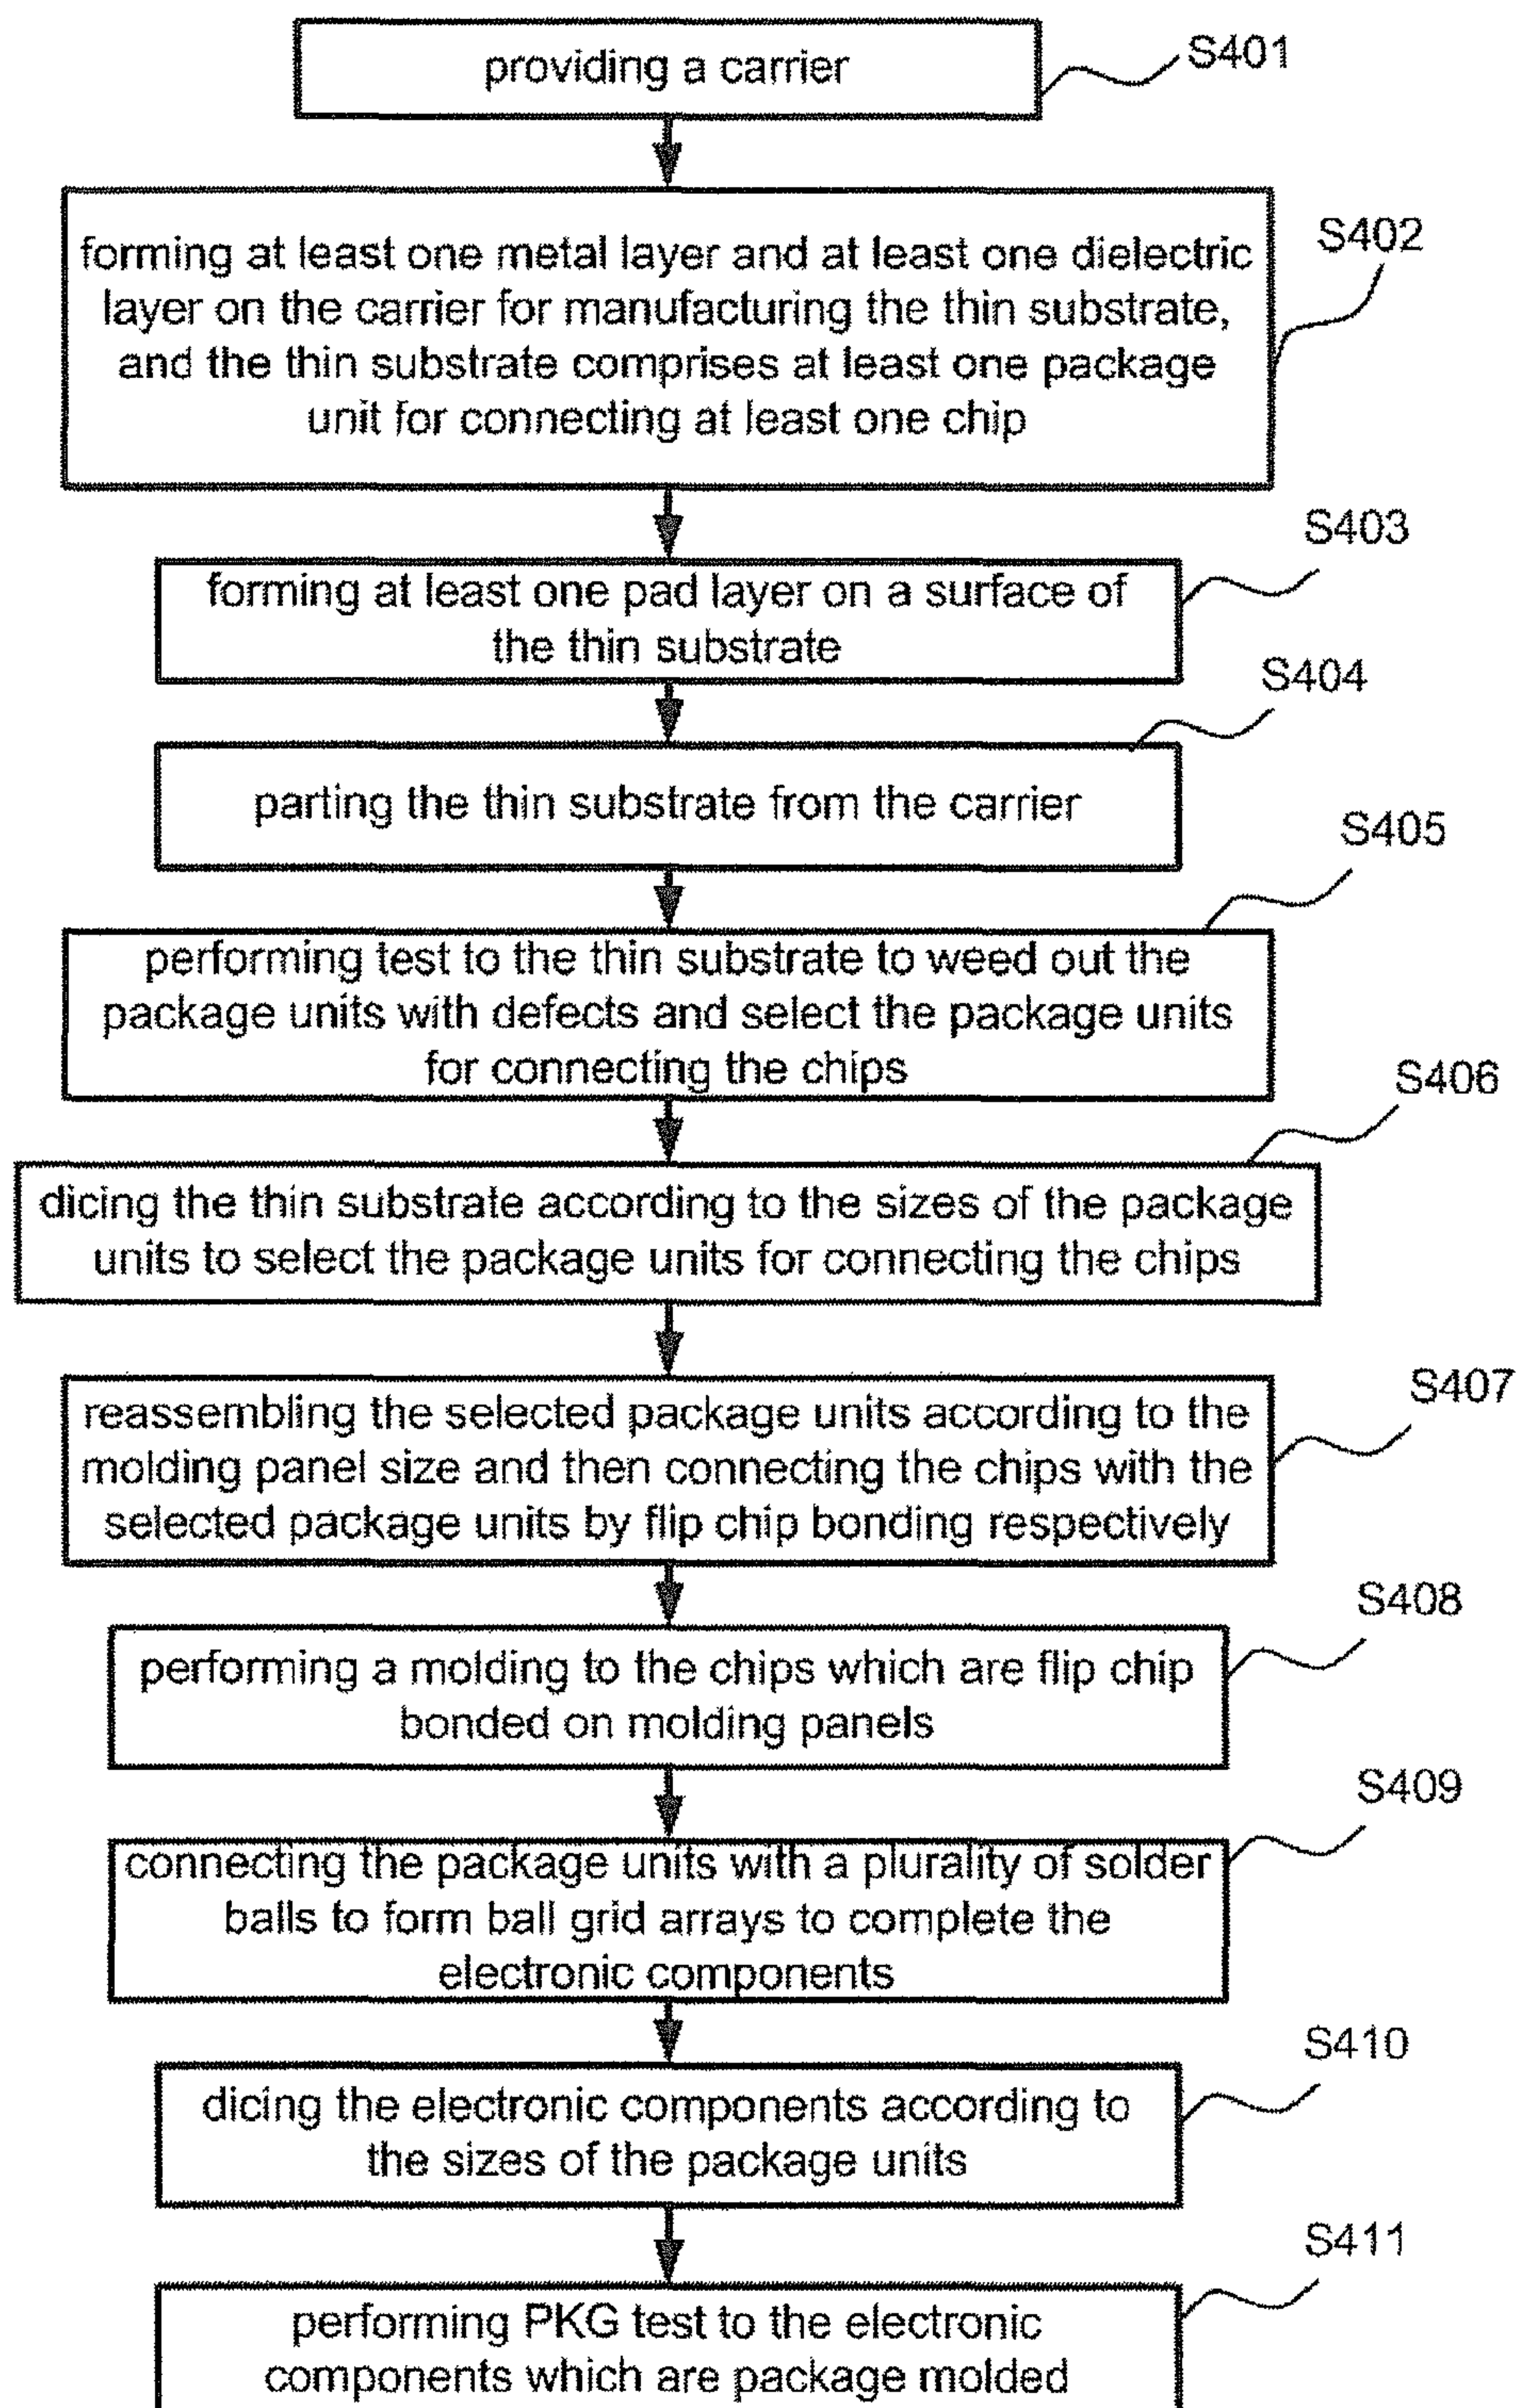 providing a carrier
S401
forming at least one metal layer and at least one dielectric
layer on the carrier for manufacturing the thin substrate,
and the thin substrate comprises at least one package
unit for connecting at least one chip
S402
forming at least one pad layer on a surface of
the thin substrate
S403
parting the thin substrate from the carrier
S404
performing test to the thin substrate to weed out the
package units with defects and select the package units
for connecting the chips
S405
dicing the thin substrate according to the sizes of the package
units to select the package units for connecting the chips
S406
reassembling the selected package units according to the
molding panel size and then connecting the chips with the
selected package units by flip chip bonding respectively
S407
performing a molding to the chips which are flip chip
bonded on molding panels
S408
connecting the package units with a plurality of solder
balls to form ball grid arrays to complete the
electronic components
S409
dicing the electronic components according to
the sizes of the package units
S410
performing PKG test to the electronic
components which are package molded
S411